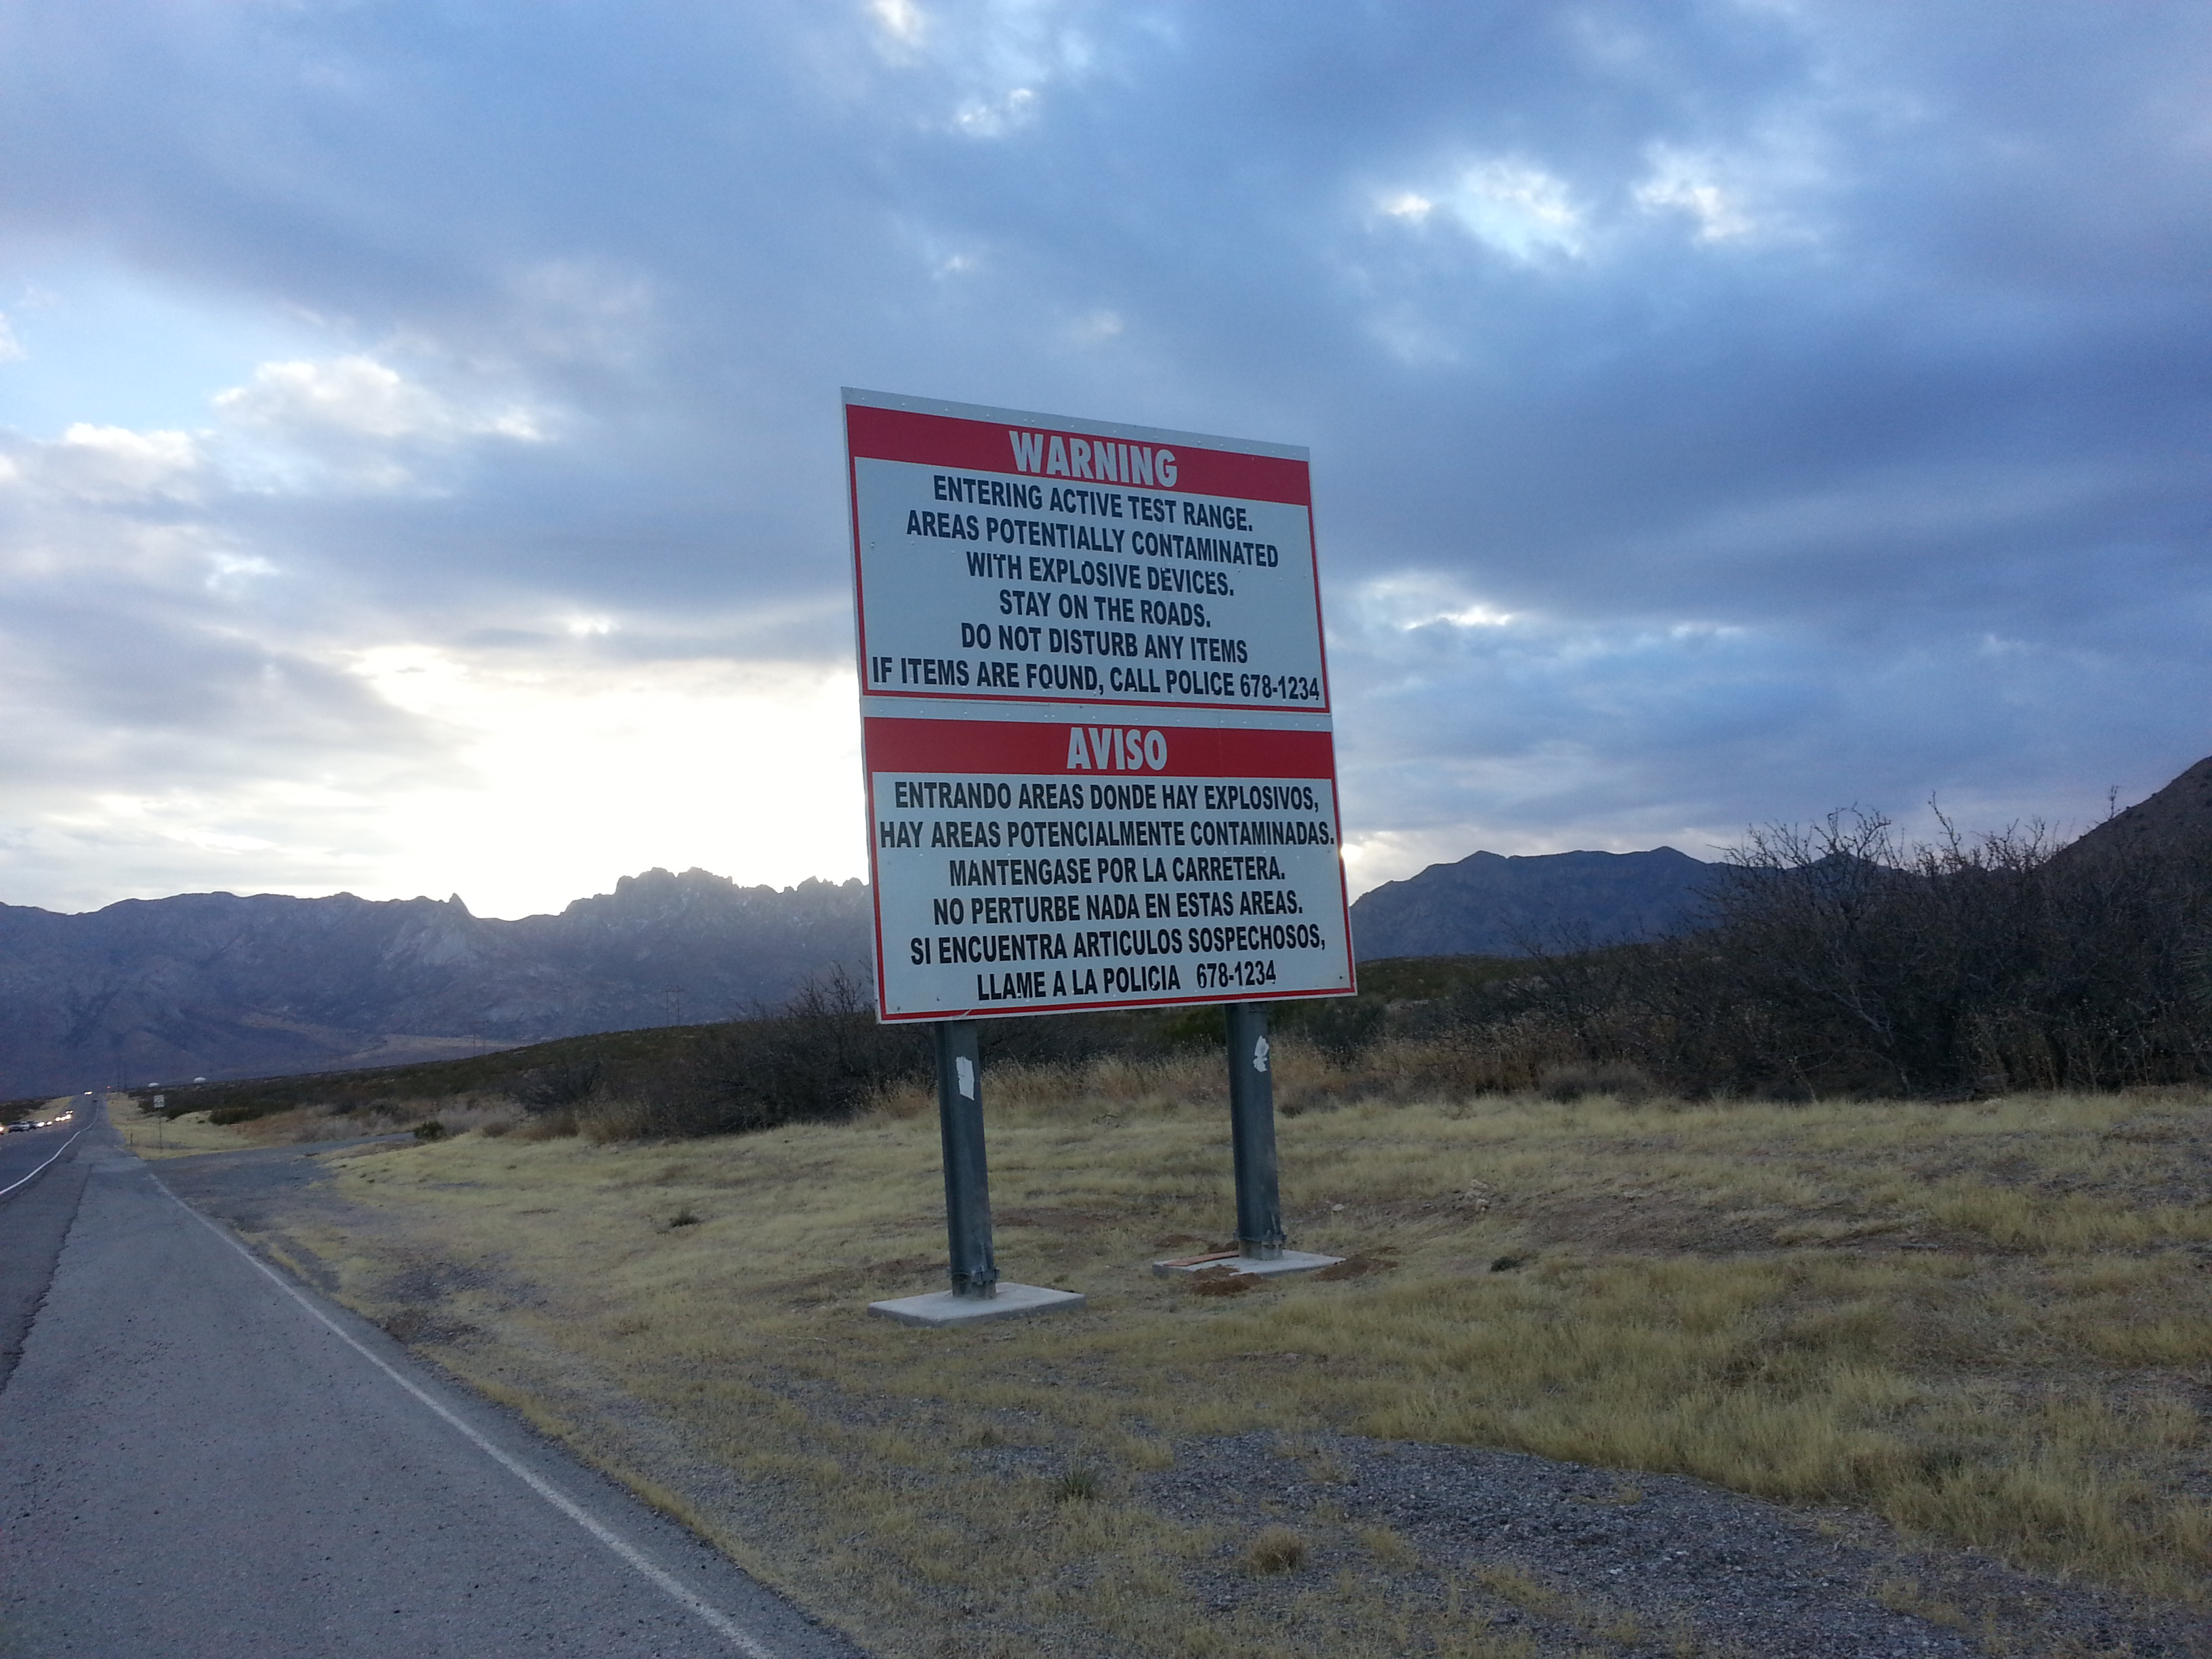 WARNING
ENTERING ACTIVE TEST RANGE.
AREAS POTENTIALLY CONTAMINATED
WITH EXPLOSIVE DEVICES.
STAY ON THE ROADS.
DO NOT DISTURB ANY ITEMS
IF ITEMS ARE FOUND, CALL POLICE 678-1234
AVISO
ENTRANDO AREAS DONDE HAY EXPLOSIVOS,
HAY AREAS POTENCIALMENTE CONTAMINADAS.
MANTENGASE POR LA CARRETERA.
NO PERTURBE NADA EN ESTAS AREAS.
SI ENCUENTRA ARTICULOS SOSPECHOSOS,
LLAME A LA POLICIA 678-1234